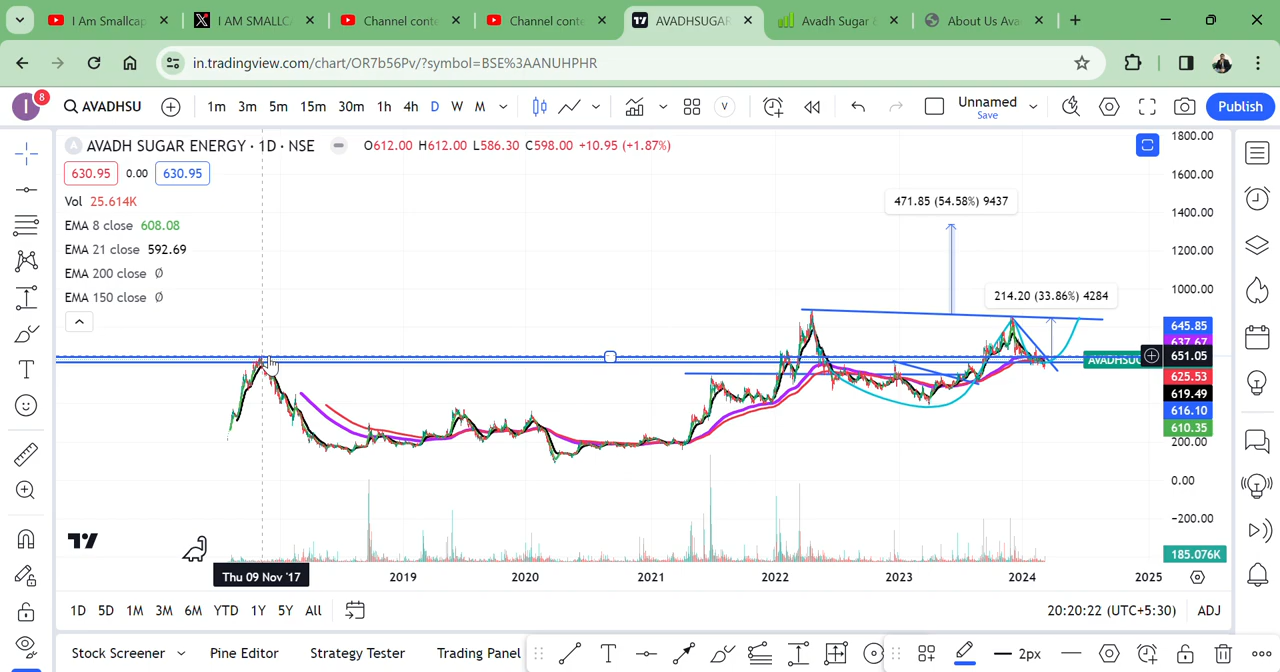 I Am Smallcap
I AM SMALLC
Channel conte
Channel conte
AVADHSUGAR
Avadh Sugar &
About Us Ava
in.tradingview.com/chart/OR7b56Pv/?symbol=BSE%3AANUHPHR
I 8
AVADHSU
1m 3m 5m 15m 30m 1h 4h D W M
V
Unnamed
Save
Publish
A AVADH SUGAR ENERGY · 1D · NSE O612.00 H612.00 L586.30 C598.00 +10.95 (+1.87%)
630.95 0.00 630.95
Vol 25.614K
EMA 8 close 608.08
EMA 21 close 592.69
EMA 200 close Ø
EMA 150 close Ø
471.85 (54.58%) 9437
214.20 (33.86%) 4284
1800.00
1600.00
1400.00
1200.00
1000.00
645.85
637.67
AVADHSUG
651.05
625.53
619.49
616.10
610.35
200.00
0.00
−200.00
185.076K
Thu 09 Nov '17
2019 2020 2021 2022 2023 2024 2025
1D 5D 1M 3M 6M YTD 1Y 5Y All
20:20:22 (UTC+5:30) ADJ
Stock Screener Pine Editor Strategy Tester Trading Panel
T
2px